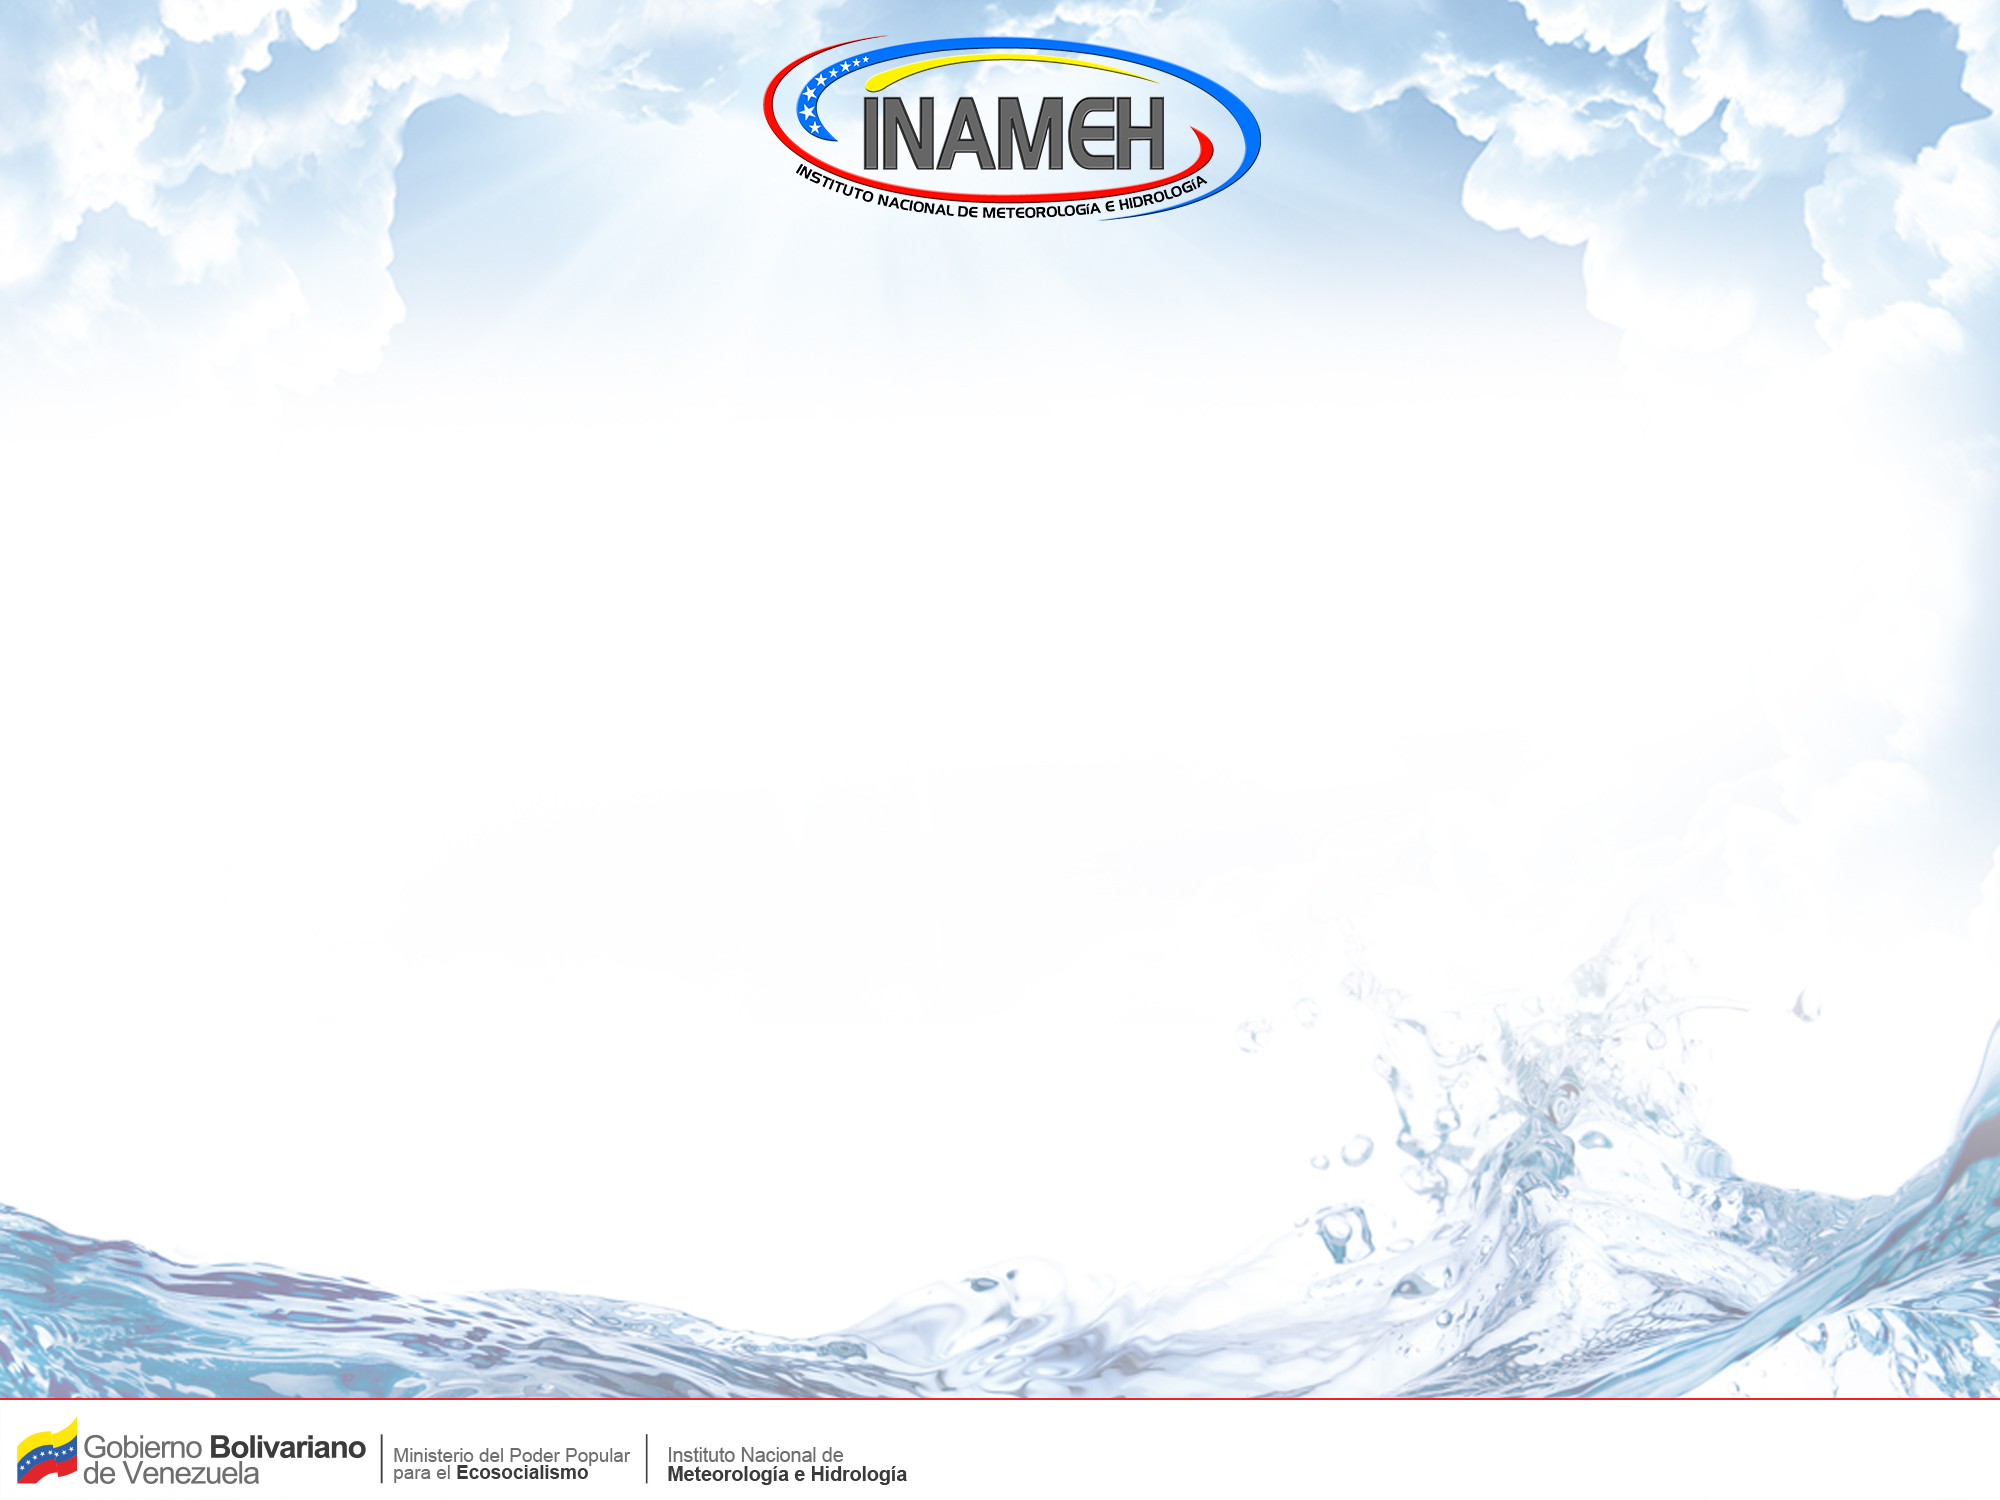 INAMEH
INSTITUTO NACIONAL DE METEOROLOGíA E HIDROLOGíA
Gobierno Bolivariano
de Venezuela
Ministerio del Poder Popular
para el Ecosocialismo
Instituto Nacional de
Meteorología e Hidrología